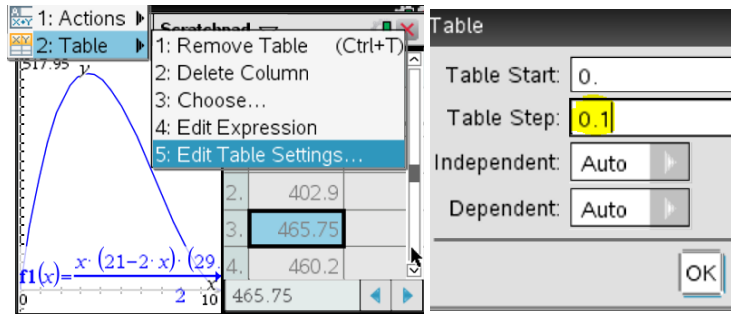 1: Actions
2: Table
Scratchpad
1: Remove Table (Ctrl+T)
2: Delete Column
3: Choose...
4: Edit Expression
5: Edit Table Settings...
517.95 y
2. 402.9
3. 465.75
4. 460.2
f1(x)= x·(21-2·x)·(29.
2
x
0 10
465.75
Table
Table Start: 0.
Table Step: 0.1
Independent: Auto
Dependent: Auto
OK